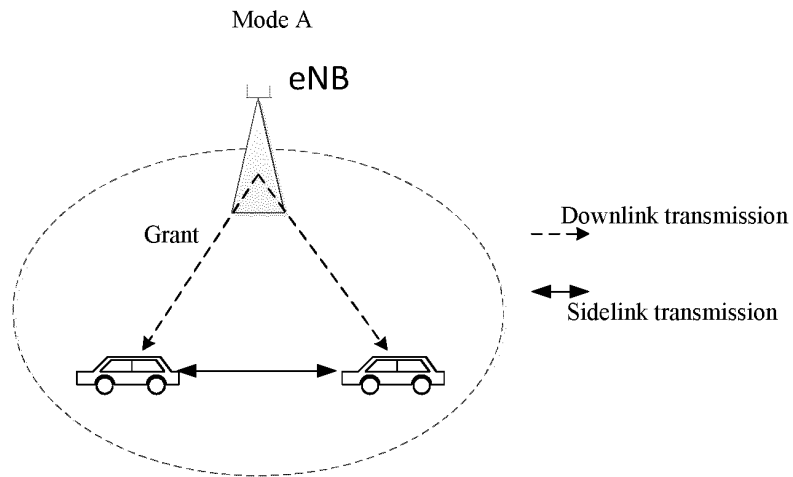 Mode A
eNB
Grant
Downlink transmission
Sidelink transmission